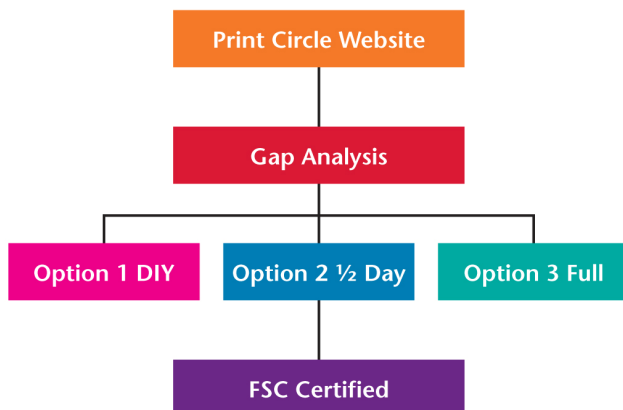 Print Circle Website
Gap Analysis
Option 1 DIY
Option 2 ½ Day
Option 3 Full
FSC Certified